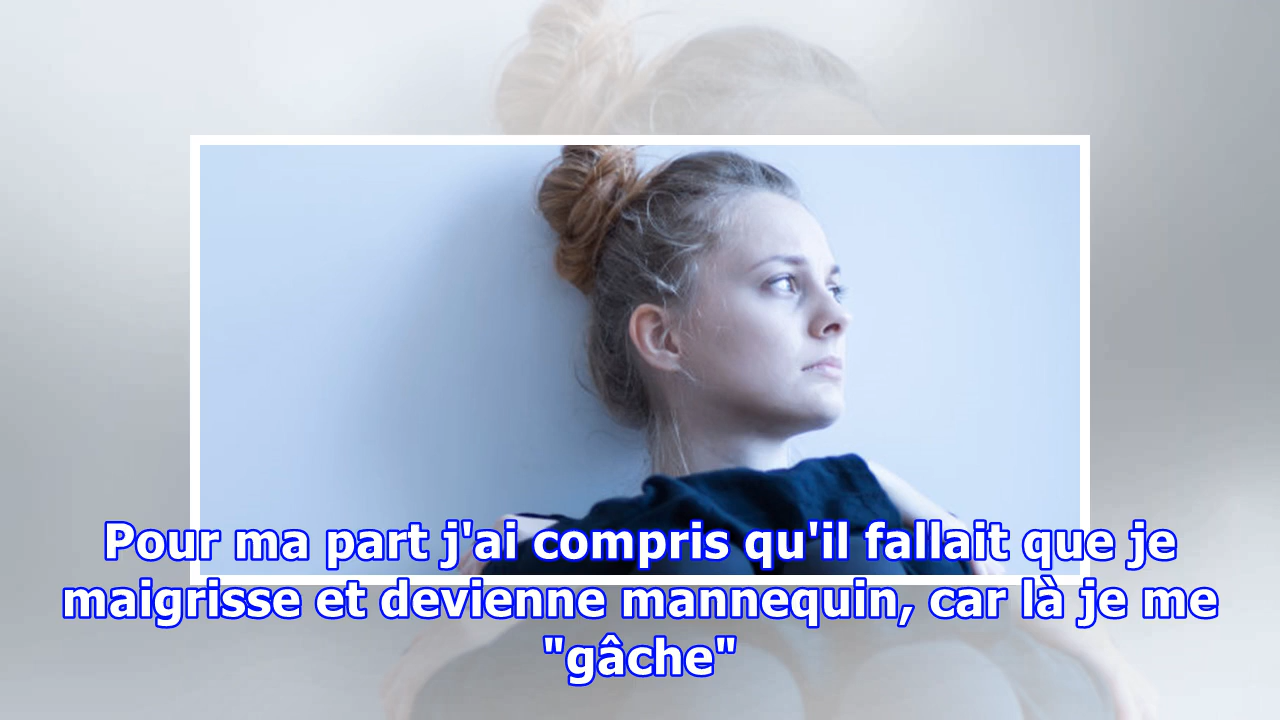 Pour ma part j'ai compris qu'il fallait que je
maigrisse et devienne mannequin, car là je me
"gâche"